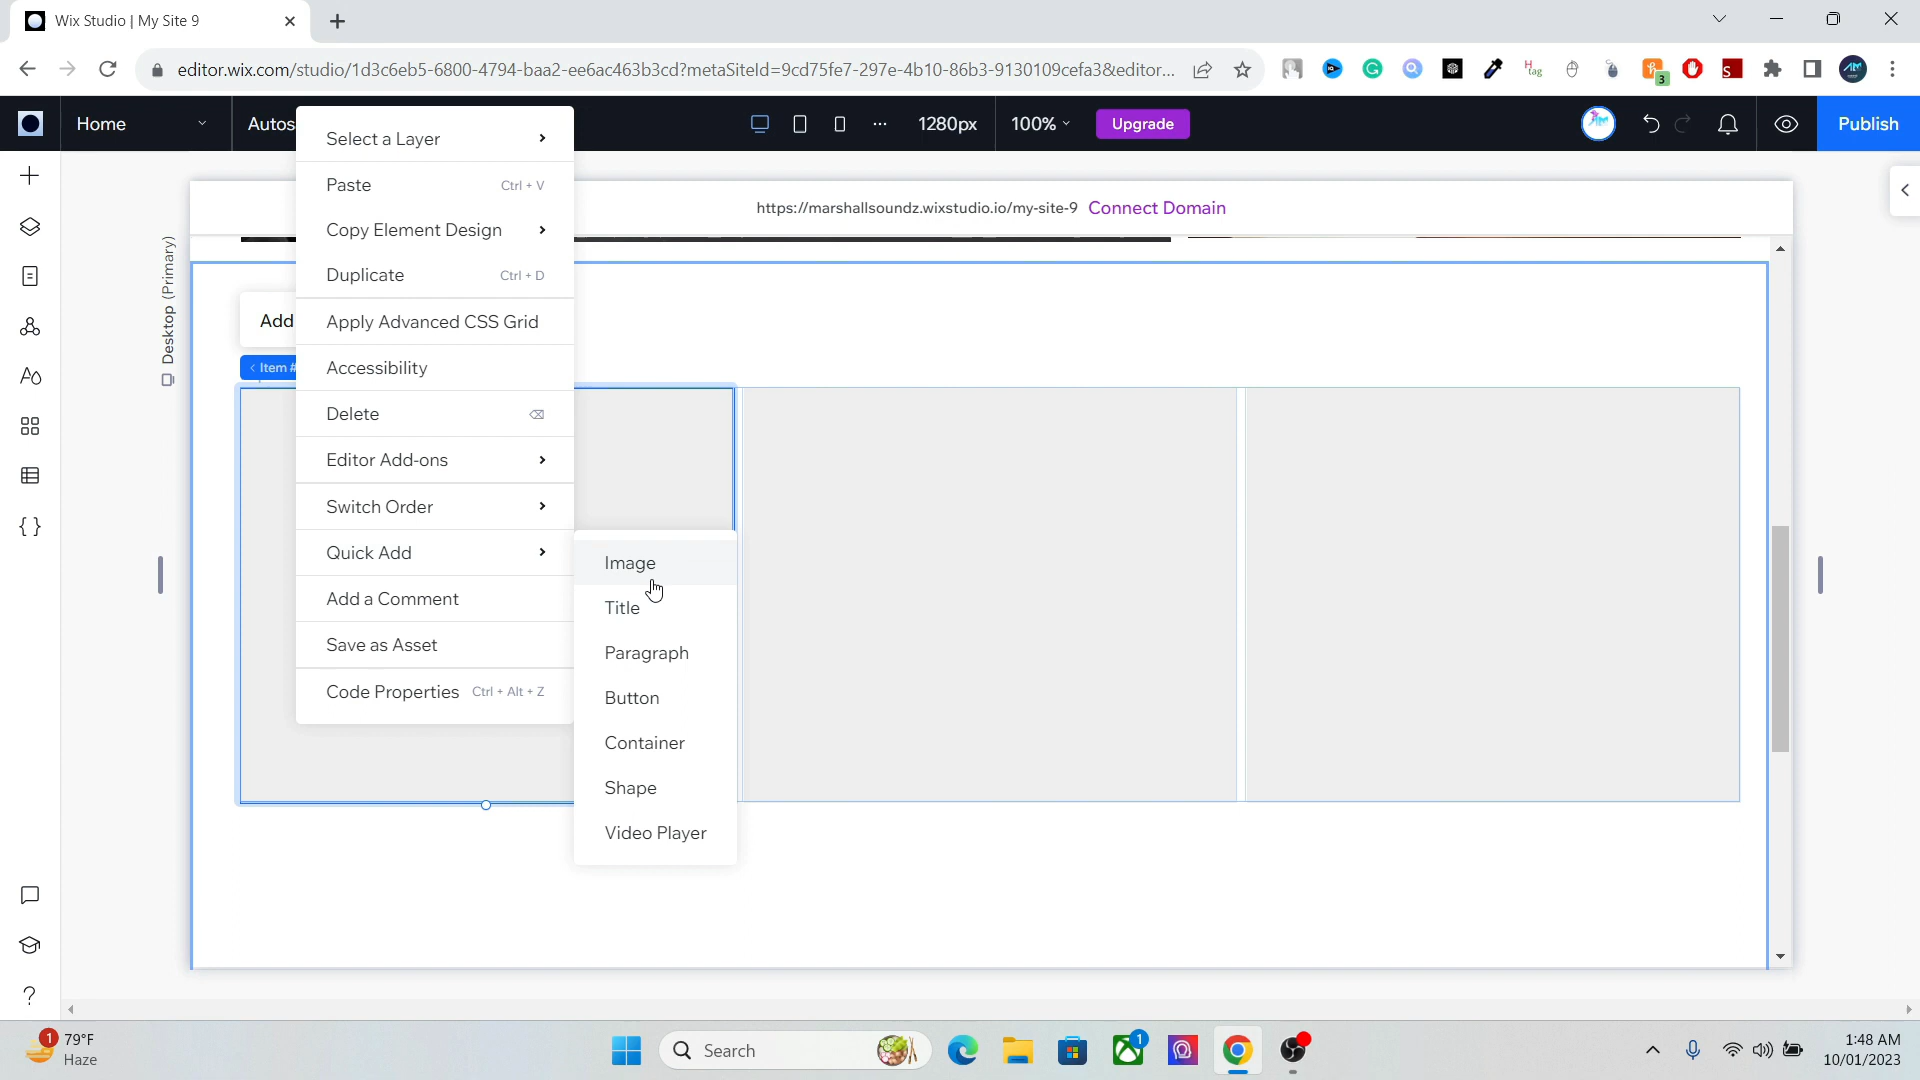 Wix Studio | My Site 9
editor.wix.com/studio/1d3c6eb5-6800-4794-baa2-ee6ac463b3cd?metaSiteId=9cd75fe7-297e-4b10-86b3-9130109cefa3&editor...
H
tag
S
3
Home
Autos
1280px
100%
Upgrade
Publish
https://marshallsoundz.wixstudio.io/my-site-9 Connect Domain
Desktop (Primary)
Add
< Item #
Select a Layer
Paste Ctrl + V
Copy Element Design
Duplicate Ctrl + D
Apply Advanced CSS Grid
Accessibility
Delete
Editor Add-ons
Switch Order
Quick Add
Add a Comment
Save as Asset
Code Properties Ctrl + Alt + Z
Image
Title
Paragraph
Button
Container
Shape
Video Player
1
79°F
Haze
Search
1
1:48 AM
10/01/2023